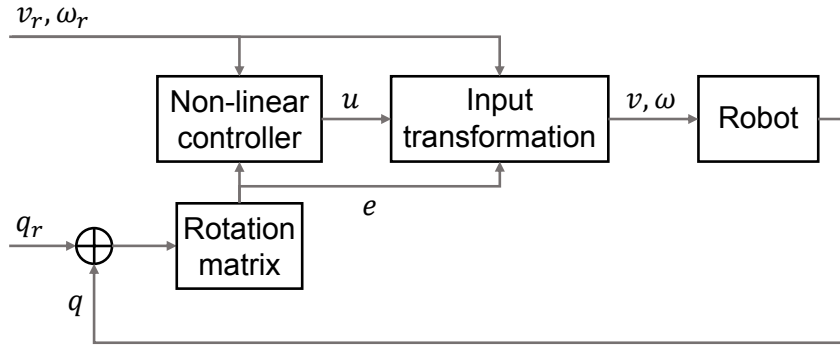 v_r, ω_r
Non-linear
controller
u
Input
transformation
v, ω
Robot
e
q_r
Rotation
matrix
q